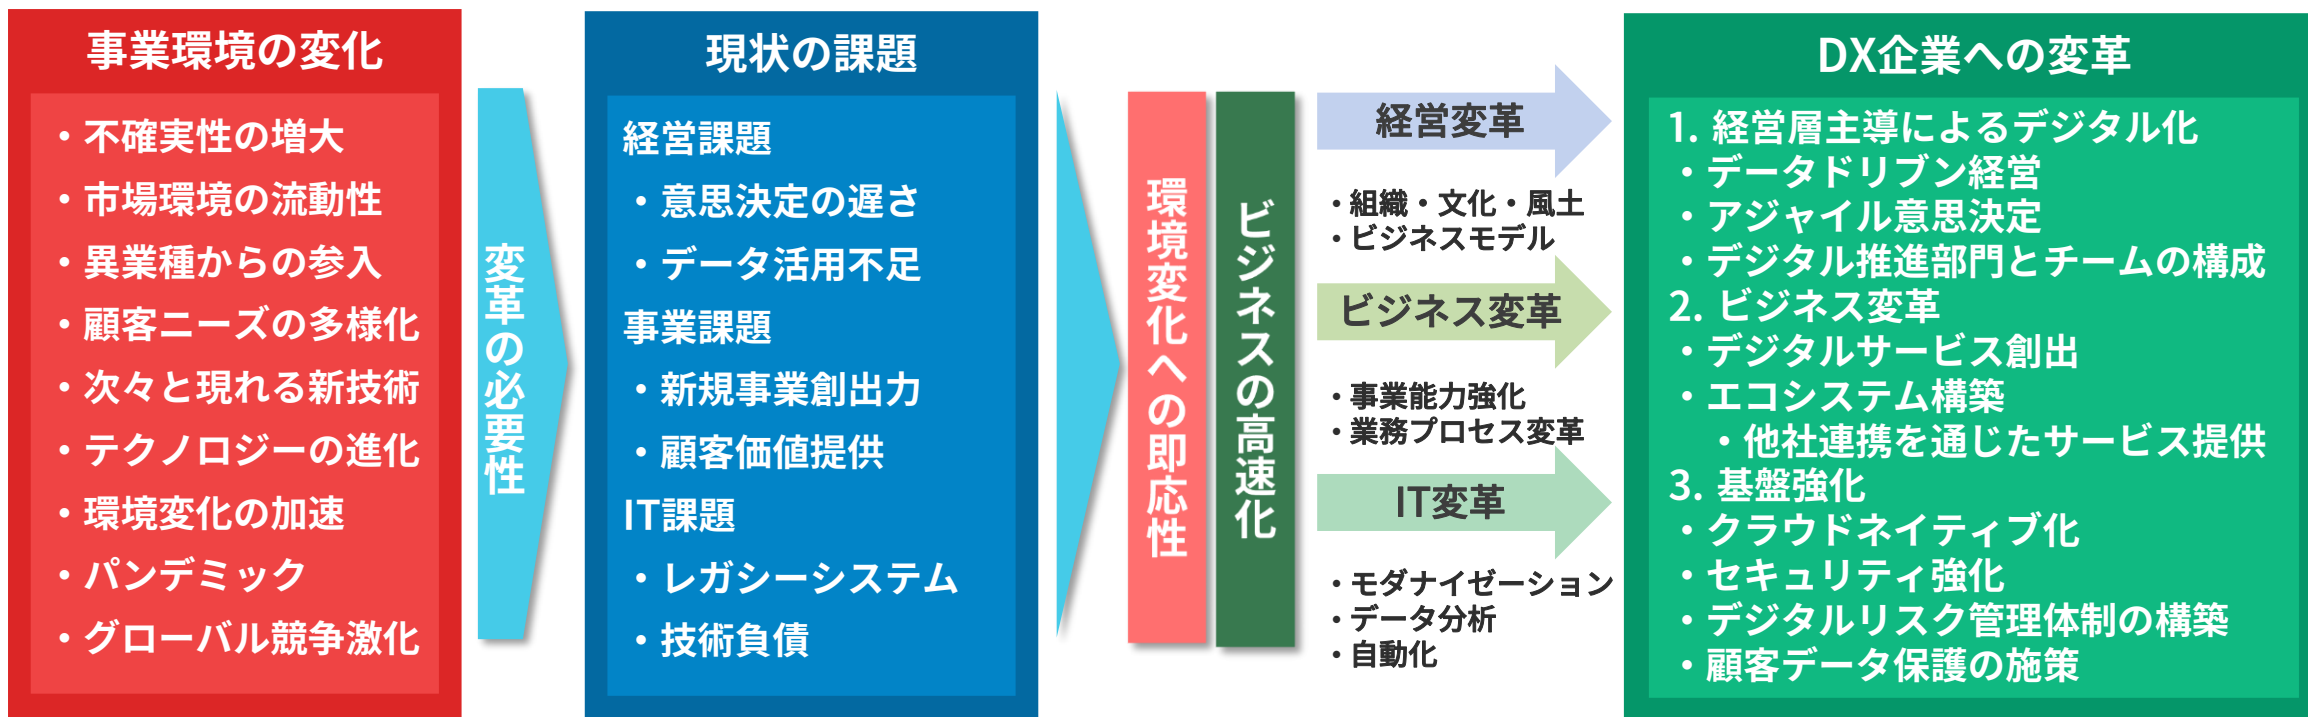 事業環境の変化
・不確実性の増大
・市場環境の流動性
・異業種からの参入
・顧客ニーズの多様化
・次々と現れる新技術
・テクノロジーの進化
・環境変化の加速
・パンデミック
・グローバル競争激化
変革の必要性
現状の課題
経営課題
・意思決定の遅さ
・データ活用不足
事業課題
・新規事業創出力
・顧客価値提供
IT課題
・レガシーシステム
・技術負債
環境変化への即応性
ビジネスの高速化
経営変革
・組織・文化・風土
・ビジネスモデル
ビジネス変革
・事業能力強化
・業務プロセス変革
IT変革
・モダナイゼーション
・データ分析
・自動化
DX企業への変革
1. 経営層主導によるデジタル化
・データドリブン経営
・アジャイル意思決定
・デジタル推進部門とチームの構成
2. ビジネス変革
・デジタルサービス創出
・エコシステム構築
・他社連携を通じたサービス提供
3. 基盤強化
・クラウドネイティブ化
・セキュリティ強化
・デジタルリスク管理体制の構築
・顧客データ保護の施策